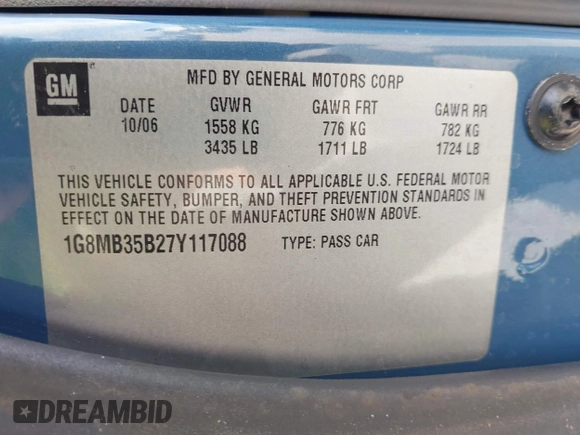 GM
MFD BY GENERAL MOTORS CORP
DATE GVWR GAWR FRT GAWR RR
10/06 1558 KG 776 KG 782 KG
3435 LB 1711 LB 1724 LB
THIS VEHICLE CONFORMS TO ALL APPLICABLE U.S. FEDERAL MOTOR
VEHICLE SAFETY, BUMPER, AND THEFT PREVENTION STANDARDS IN
EFFECT ON THE DATE OF MANUFACTURE SHOWN ABOVE.
1G8MB35B27Y117088 TYPE: PASS CAR
DREAMBID